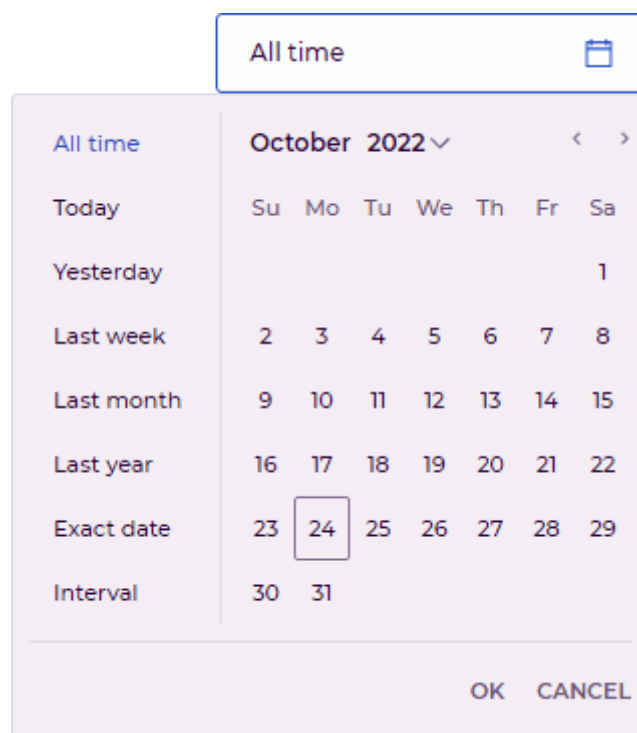 All time
All time
Today
Yesterday
Last week
Last month
Last year
Exact date
Interval
October 2022
Su Mo Tu We Th Fr Sa
1
2 3 4 5 6 7 8
9 10 11 12 13 14 15
16 17 18 19 20 21 22
23 24 25 26 27 28 29
30 31
OK CANCEL